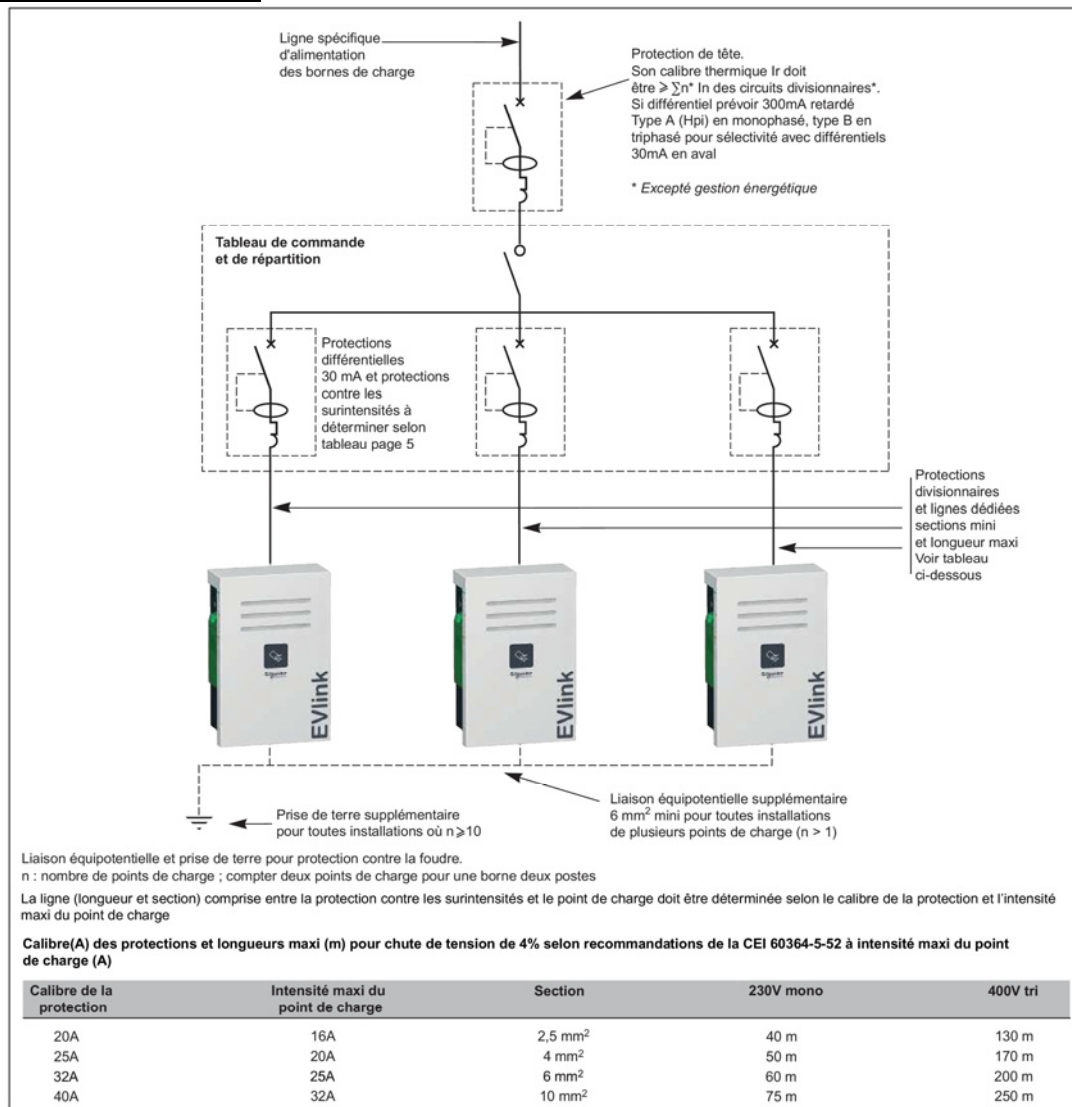 Ligne spécifique
d'alimentation
des bornes de charge
Protection de tête.
Son calibre thermique Ir doit
être ⩾ ∑n* In des circuits divisionnaires*.
Si différentiel prévoir 300mA retardé
Type A (Hpi) en monophasé, type B en
triphasé pour sélectivité avec différentiels
30mA en aval
* Excepté gestion énergétique
Tableau de commande
et de répartition
Protections
différentielles
30 mA et protections
contre les
surintensités à
déterminer selon
tableau page 5
Protections
divisionnaires
et lignes dédiées
sections mini
et longueur maxi
Voir tableau
ci-dessous
Schneider
EVlink
Schneider
EVlink
Schneider
EVlink
Prise de terre supplémentaire
pour toutes installations où n⩾10
Liaison équipotentielle supplémentaire
6 mm² mini pour toutes installations
de plusieurs points de charge (n > 1)
Liaison équipotentielle et prise de terre pour protection contre la foudre.
n : nombre de points de charge ; compter deux points de charge pour une borne deux postes
La ligne (longueur et section) comprise entre la protection contre les surintensités et le point de charge doit être déterminée selon le calibre de la protection et l'intensité
maxi du point de charge
Calibre(A) des protections et longueurs maxi (m) pour chute de tension de 4% selon recommandations de la CEI 60364-5-52 à intensité maxi du point
de charge (A)
Calibre de la protection Intensité maxi du point de charge Section 230V mono 400V tri
20A 16A 2,5 mm² 40 m 130 m
25A 20A 4 mm² 50 m 170 m
32A 25A 6 mm² 60 m 200 m
40A 32A 10 mm² 75 m 250 m